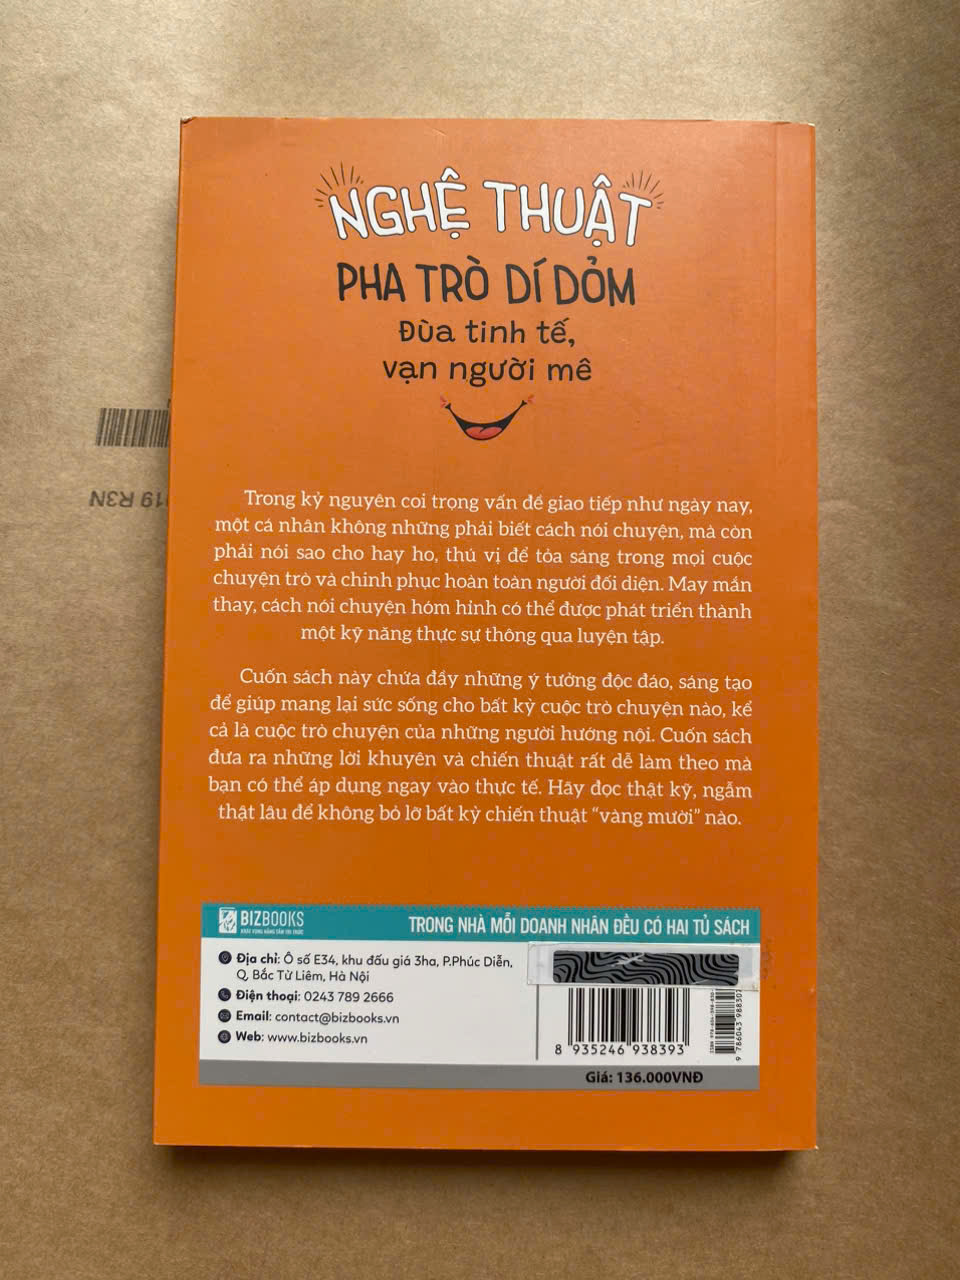 NGHỆ THUẬT
PHA TRÒ DÍ DỎM
Đùa tinh tế,
vạn người mê
Trong kỷ nguyên coi trọng vấn đề giao tiếp như ngày nay,
một cá nhân không những phải biết cách nói chuyện, mà còn
phải nói sao cho hay ho, thú vị để tỏa sáng trong mọi cuộc
chuyện trò và chinh phục hoàn toàn người đối diện. May mắn
thay, cách nói chuyện hóm hỉnh có thể được phát triển thành
một kỹ năng thực sự thông qua luyện tập.
Cuốn sách này chứa đầy những ý tưởng độc đáo, sáng tạo
để giúp mang lại sức sống cho bất kỳ cuộc trò chuyện nào, kể
cả là cuộc trò chuyện của những người hướng nội. Cuốn sách
đưa ra những lời khuyên và chiến thuật rất dễ làm theo mà
bạn có thể áp dụng ngay vào thực tế. Hãy đọc thật kỹ, ngẫm
thật lâu để không bỏ lỡ bất kỳ chiến thuật “vàng mười” nào.
BIZBOOKS
KHÁT VỌNG NÂNG TẦM TRI THỨC
TRONG NHÀ MỖI DOANH NHÂN ĐỀU CÓ HAI TỦ SÁCH
Địa chỉ: Ô số E34, khu đấu giá 3ha, P.Phúc Diễn,
Q, Bắc Từ Liêm, Hà Nội
Điện thoại: 0243 789 2666
Email: contact@bizbooks.vn
Web: www.bizbooks.vn
8 935246 938393
9 786043 98830
Giá: 136.000VNĐ
19 R3N